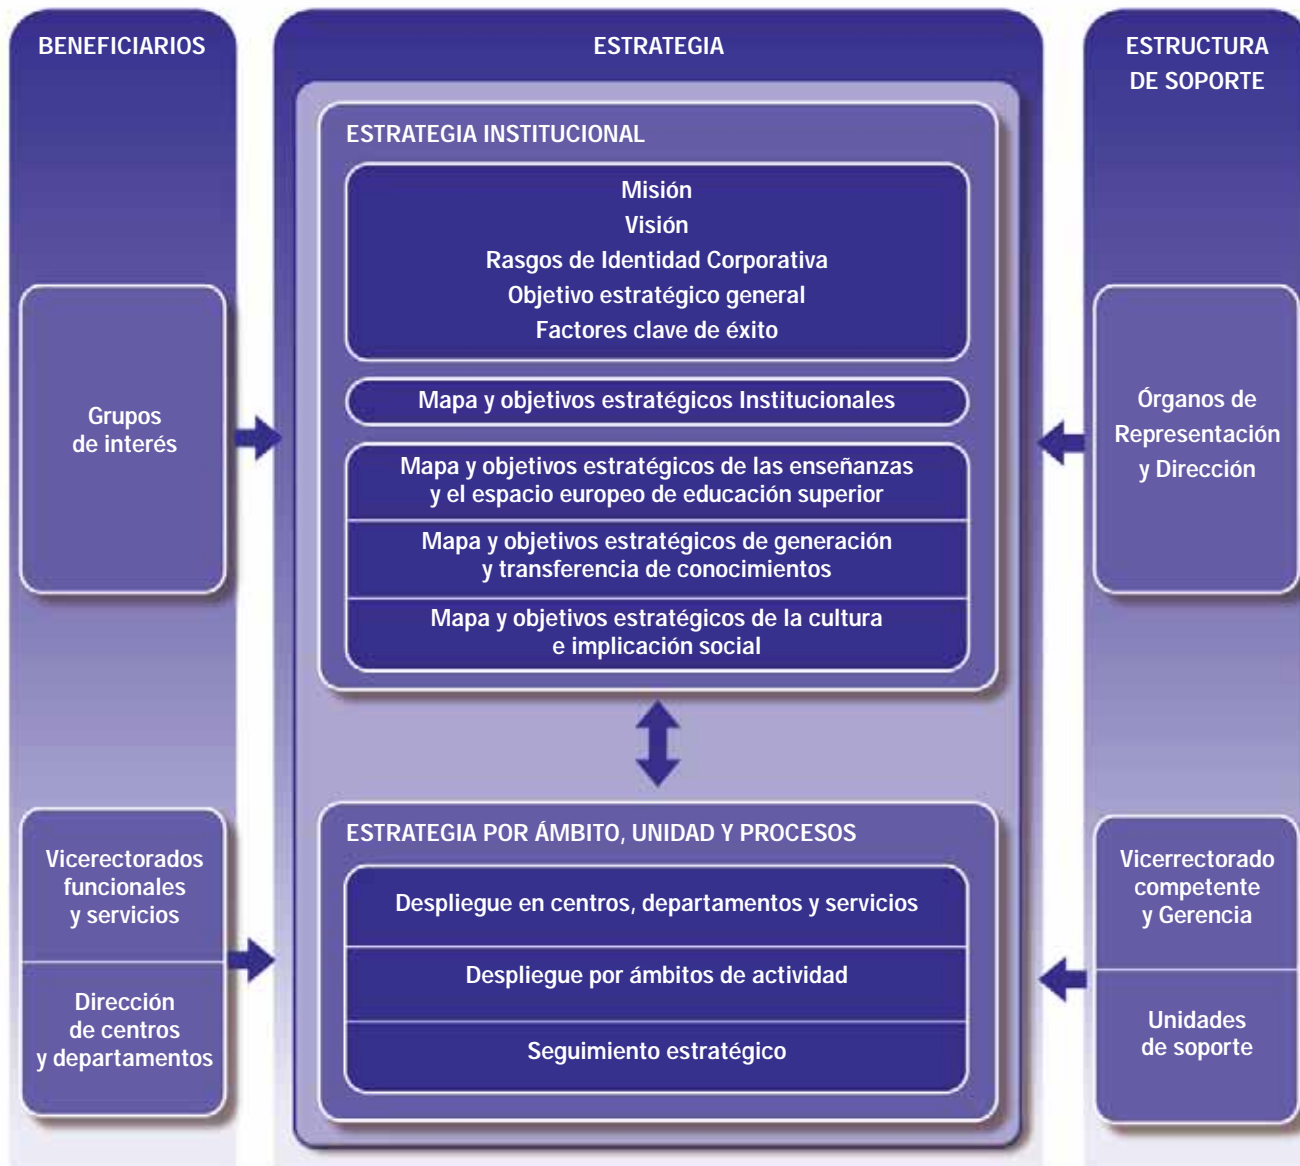 BENEFICIARIOS
Grupos
de interés
Vicerectorados
funcionales
y servicios
Dirección
de centros
y departamentos
ESTRATEGIA
ESTRATEGIA INSTITUCIONAL
Misión
Visión
Rasgos de Identidad Corporativa
Objetivo estratégico general
Factores clave de éxito
Mapa y objetivos estratégicos Institucionales
Mapa y objetivos estratégicos de las enseñanzas
y el espacio europeo de educación superior
Mapa y objetivos estratégicos de generación
y transferencia de conocimientos
Mapa y objetivos estratégicos de la cultura
e implicación social
ESTRATEGIA POR ÁMBITO, UNIDAD Y PROCESOS
Despliegue en centros, departamentos y servicios
Despliegue por ámbitos de actividad
Seguimiento estratégico
ESTRUCTURA
DE SOPORTE
Órganos de
Representación
y Dirección
Vicerrectorado
competente
y Gerencia
Unidades
de soporte